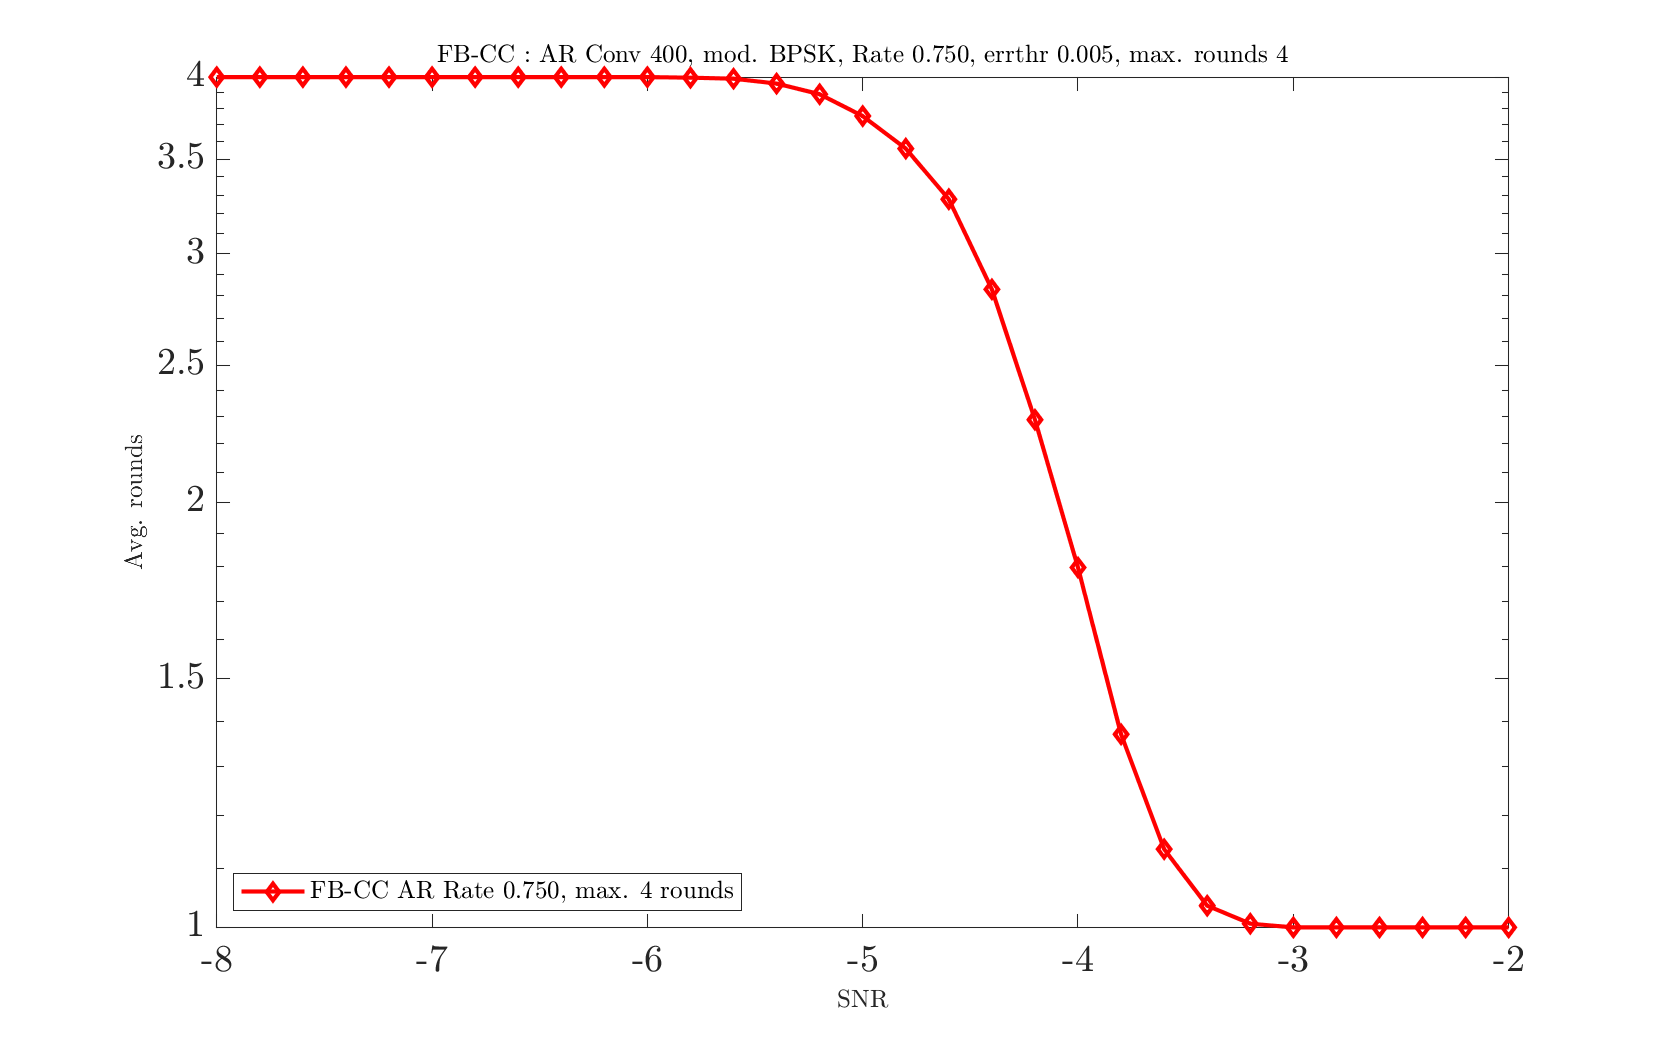 FB-CC : AR Conv 400, mod. BPSK, Rate 0.750, errthr 0.005, max. rounds 4
4
3.5
3
2.5
2
1.5
1
Avg. rounds
FB-CC AR Rate 0.750, max. 4 rounds
-8 -7 -6 -5 -4 -3 -2
SNR